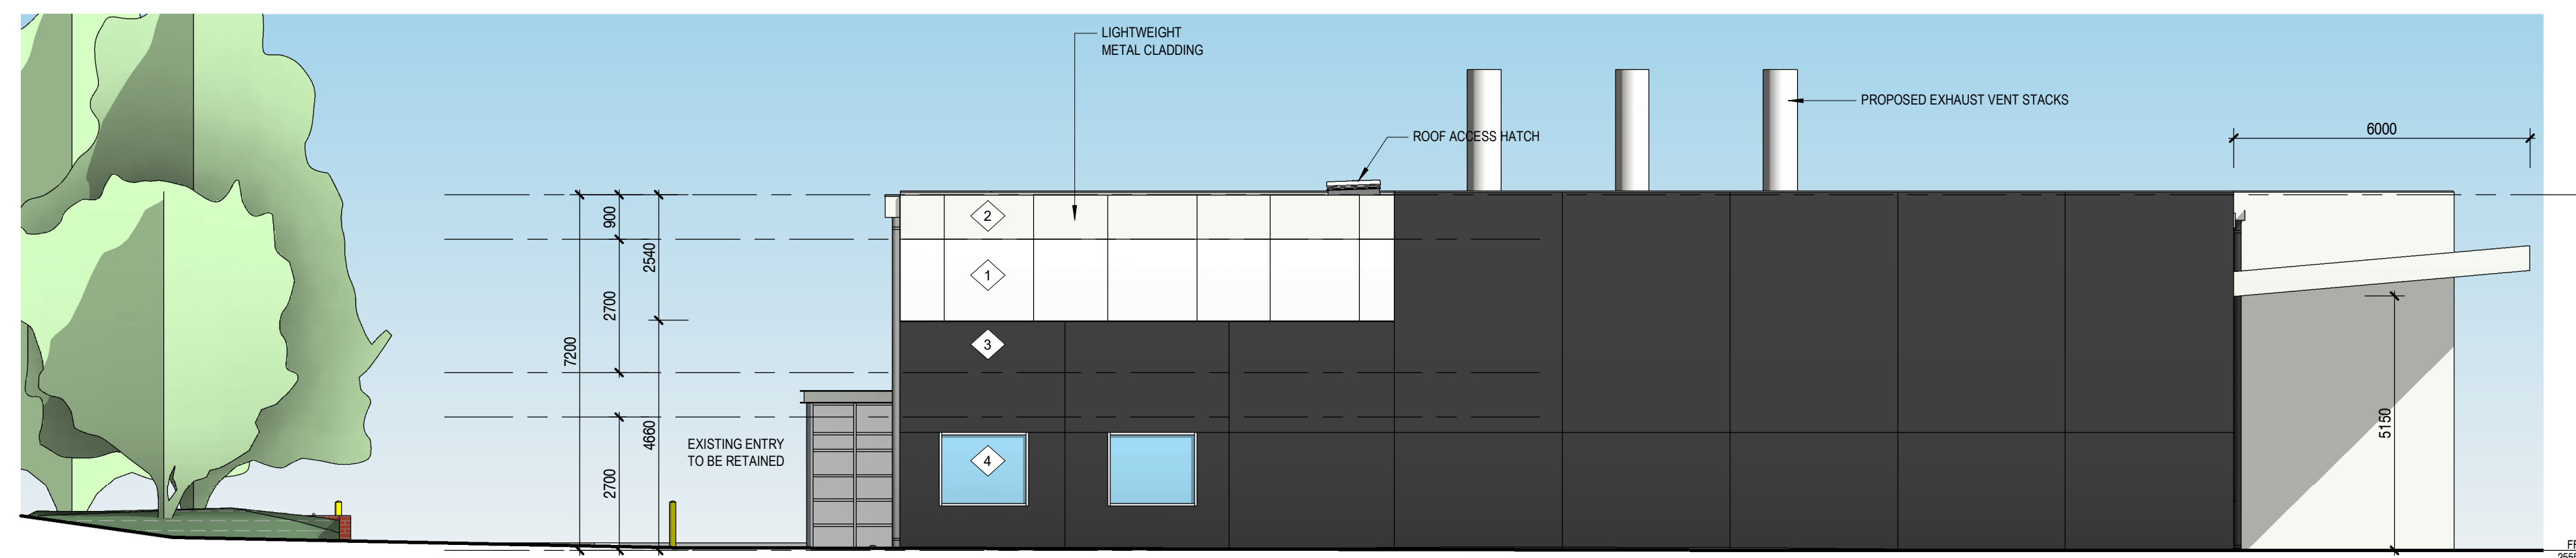 LIGHTWEIGHT
METAL CLADDING
PROPOSED EXHAUST VENT STACKS
ROOF ACCESS HATCH
6000
2
900
2540
1
2700
7200
3
4660
5150
EXISTING ENTRY
TO BE RETAINED
4
2700